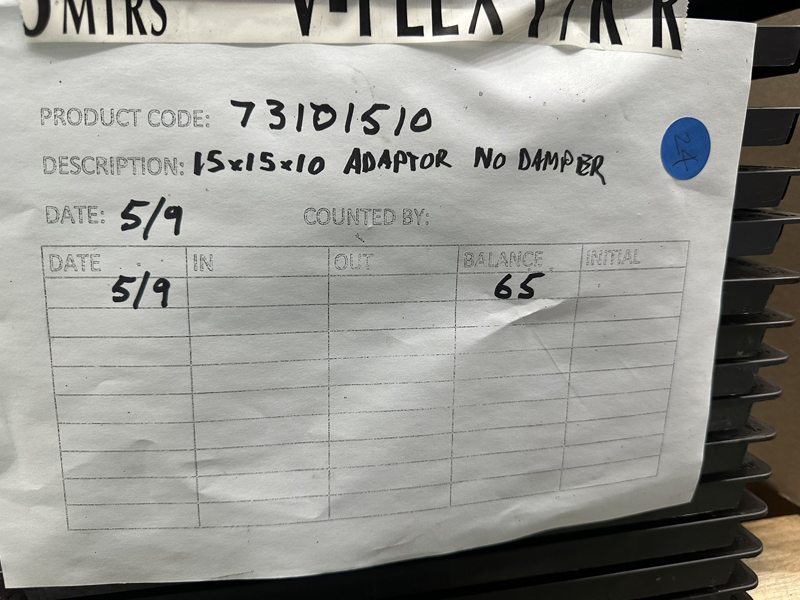 MTRS
PRODUCT CODE: 73101510
DESCRIPTION: 15x15x10 ADAPTOR NO DAMPER
DATE: 5/9 COUNTED BY:
DATE IN OUT BALANCE INITIAL
5/9 65
24